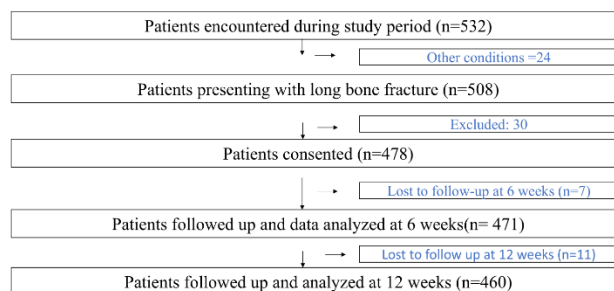 Patients encountered during study period (n=532)
Other conditions =24
Patients presenting with long bone fracture (n=508)
Excluded: 30
Patients consented (n=478)
Lost to follow-up at 6 weeks (n=7)
Patients followed up and data analyzed at 6 weeks(n= 471)
Lost to follow up at 12 weeks (n=11)
Patients followed up and analyzed at 12 weeks (n=460)